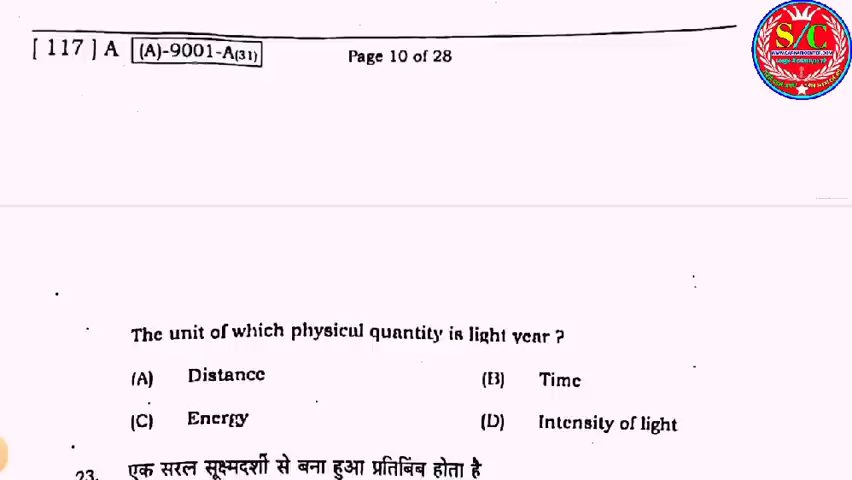 [ 117 ] A (A)-9001-A(31) Page 10 of 28
S/C
The unit of which physical quantity is light year ?
(A) Distance (B) Time
(C) Energy (D) Intensity of light
23. एक सरल सूक्ष्मदर्शी से बना हुआ प्रतिबिंब होता है